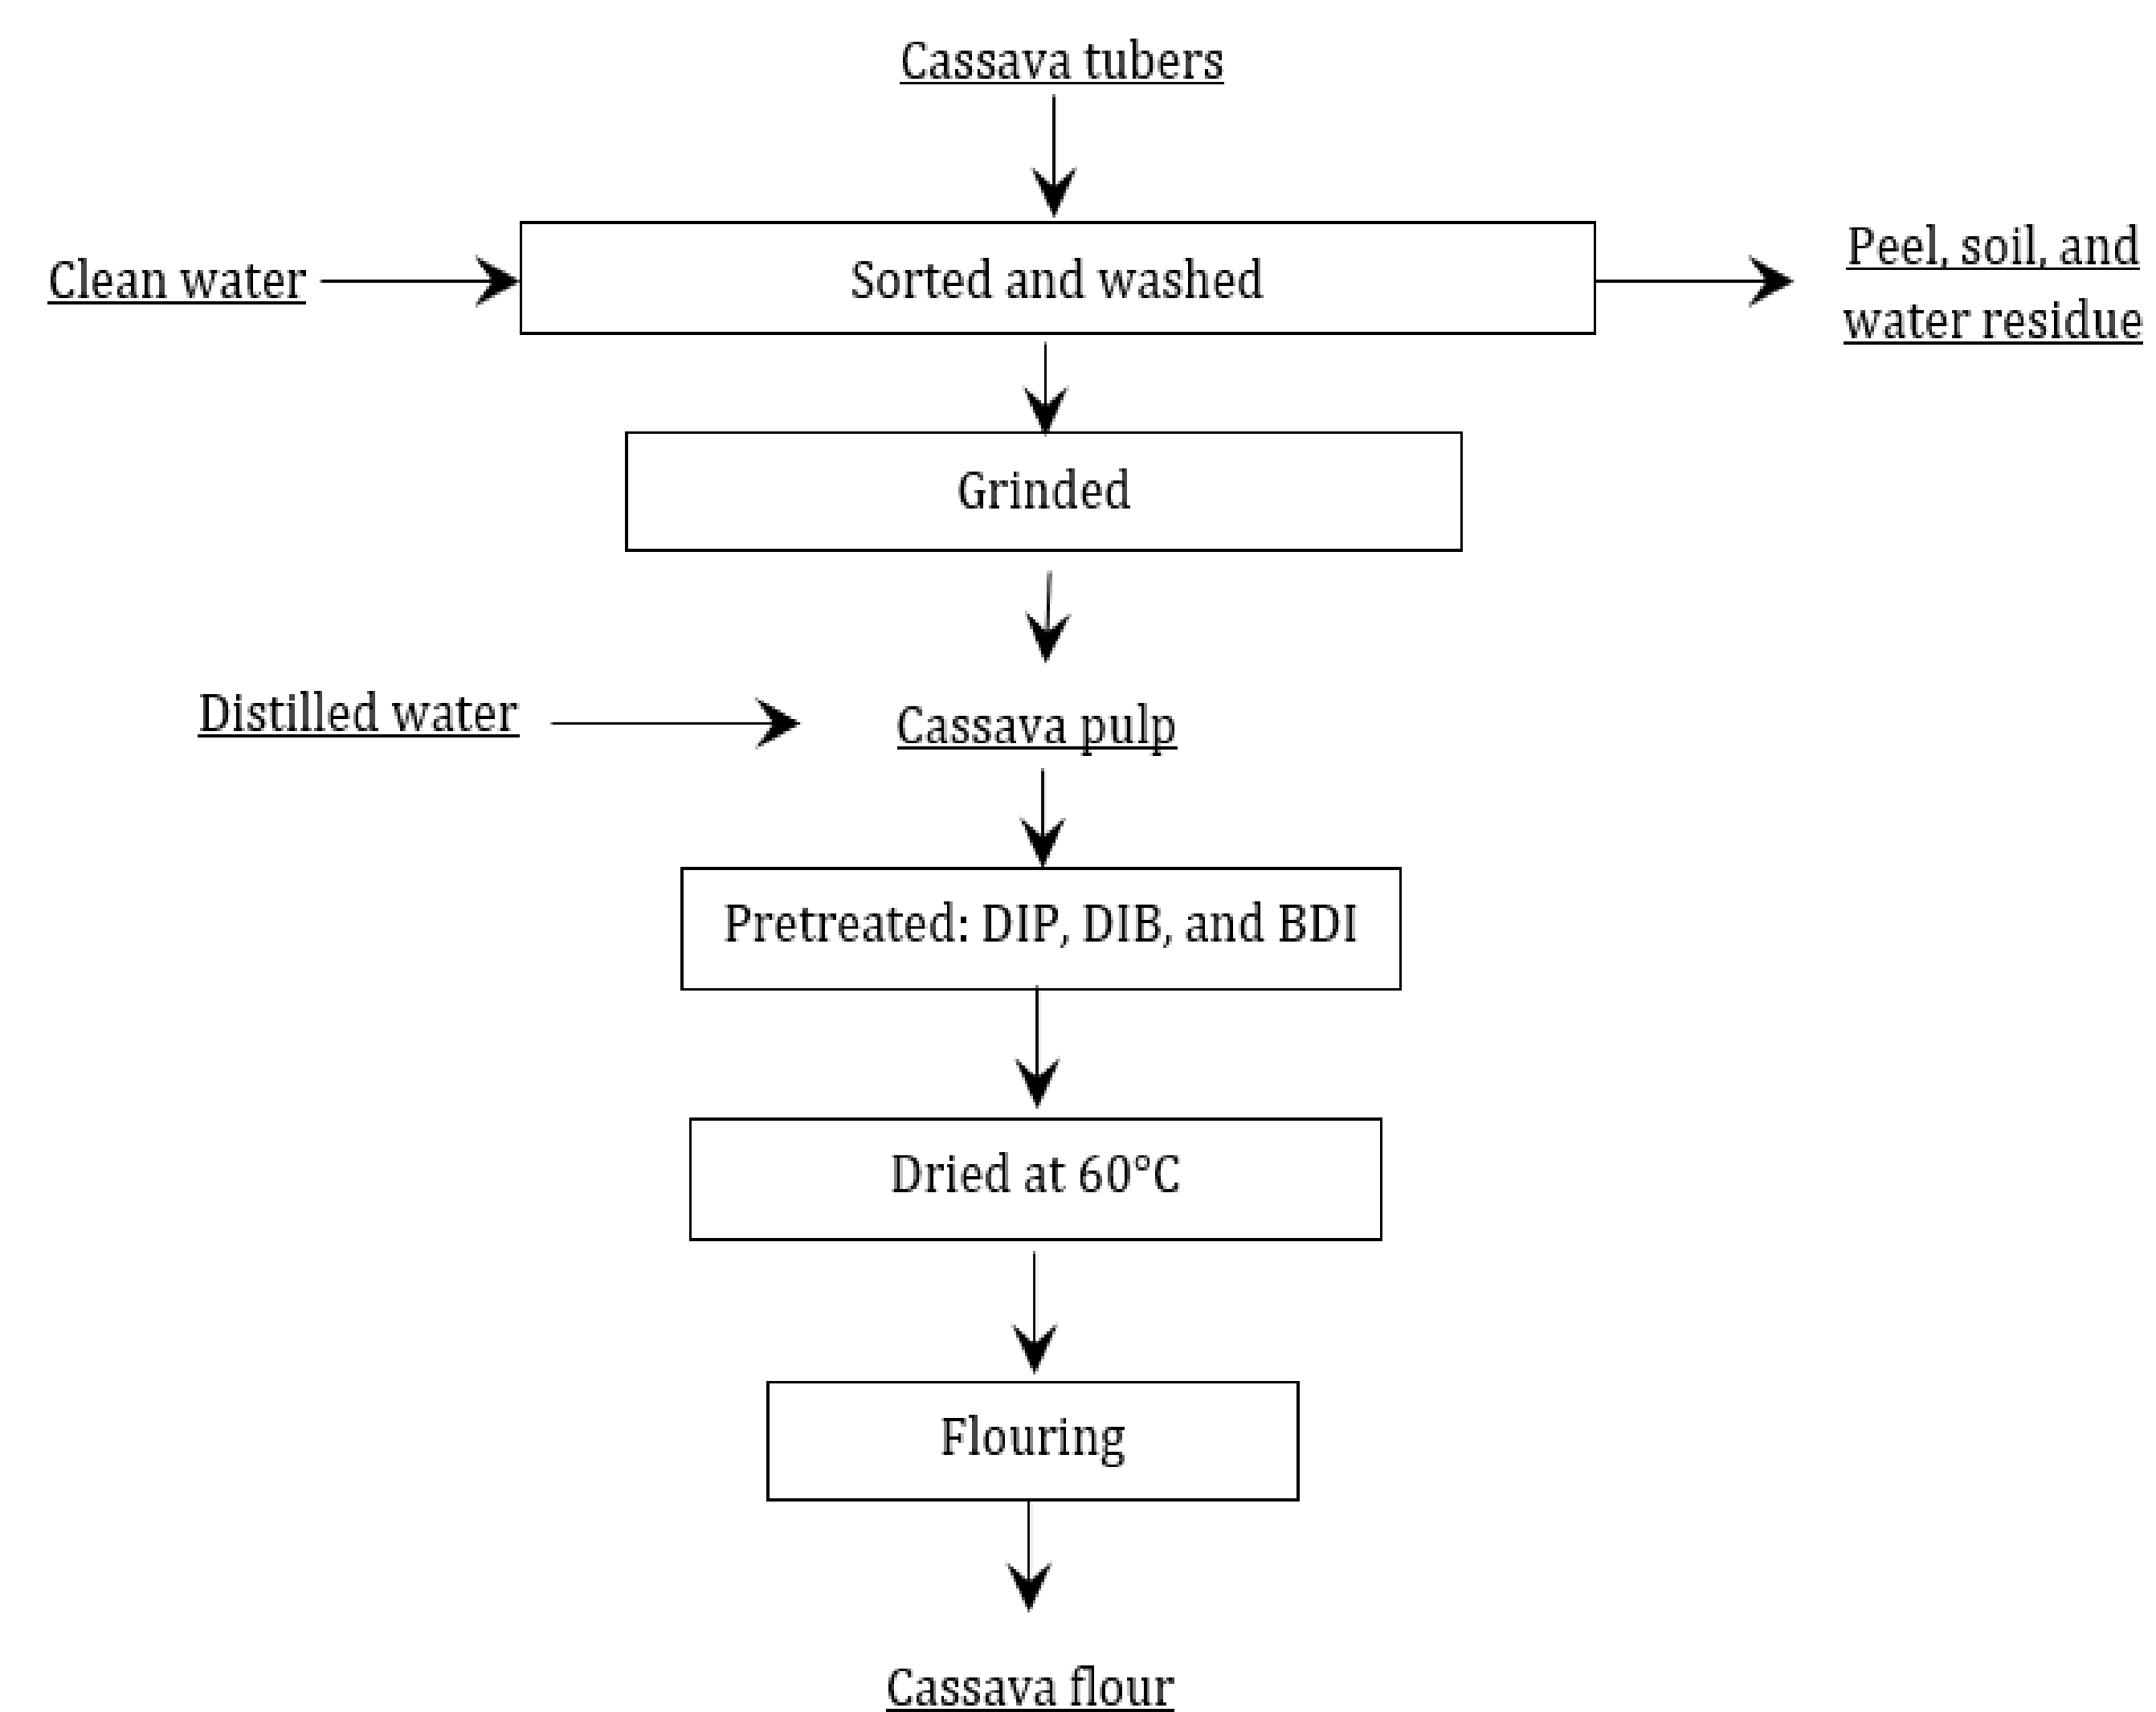 Cassava tubers
Clean water
Sorted and washed
Peel, soil, and
water residue
Grinded
Distilled water
Cassava pulp
Pretreated: DIP, DIB, and BDI
Dried at 60°C
Flouring
Cassava flour